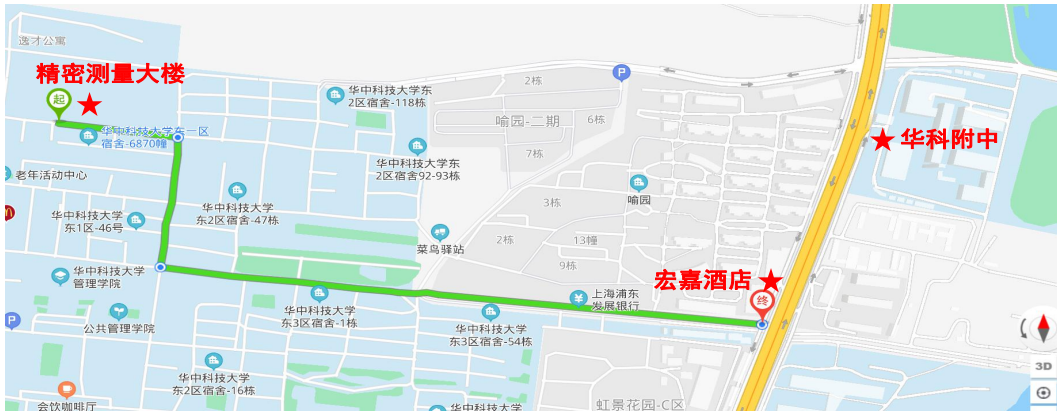 逸才公寓
精密测量大楼
起
华中科技大学东一区
宿舍-6870幢
老年活动中心
华中科技大学
东1区-46号
华中科技大学
东2区宿舍-47栋
华中科技大学
管理学院
公共管理学院
P
会饮咖啡厅
华中科技大学东
2区宿舍-118栋
华中科技大学东
2区宿舍92-93栋
菜鸟驿站
2栋
P
喻园-二期
6栋
7栋
3栋
喻园
2栋
13幢
9栋
华科附中
宏嘉酒店
终
上海浦东
发展银行
华中科技大学
东3区宿舍-1栋
华中科技大学
东3区宿舍-54栋
华中科技大学
东2区宿舍-16栋
华中科技大学
虹景花园-C区
3D